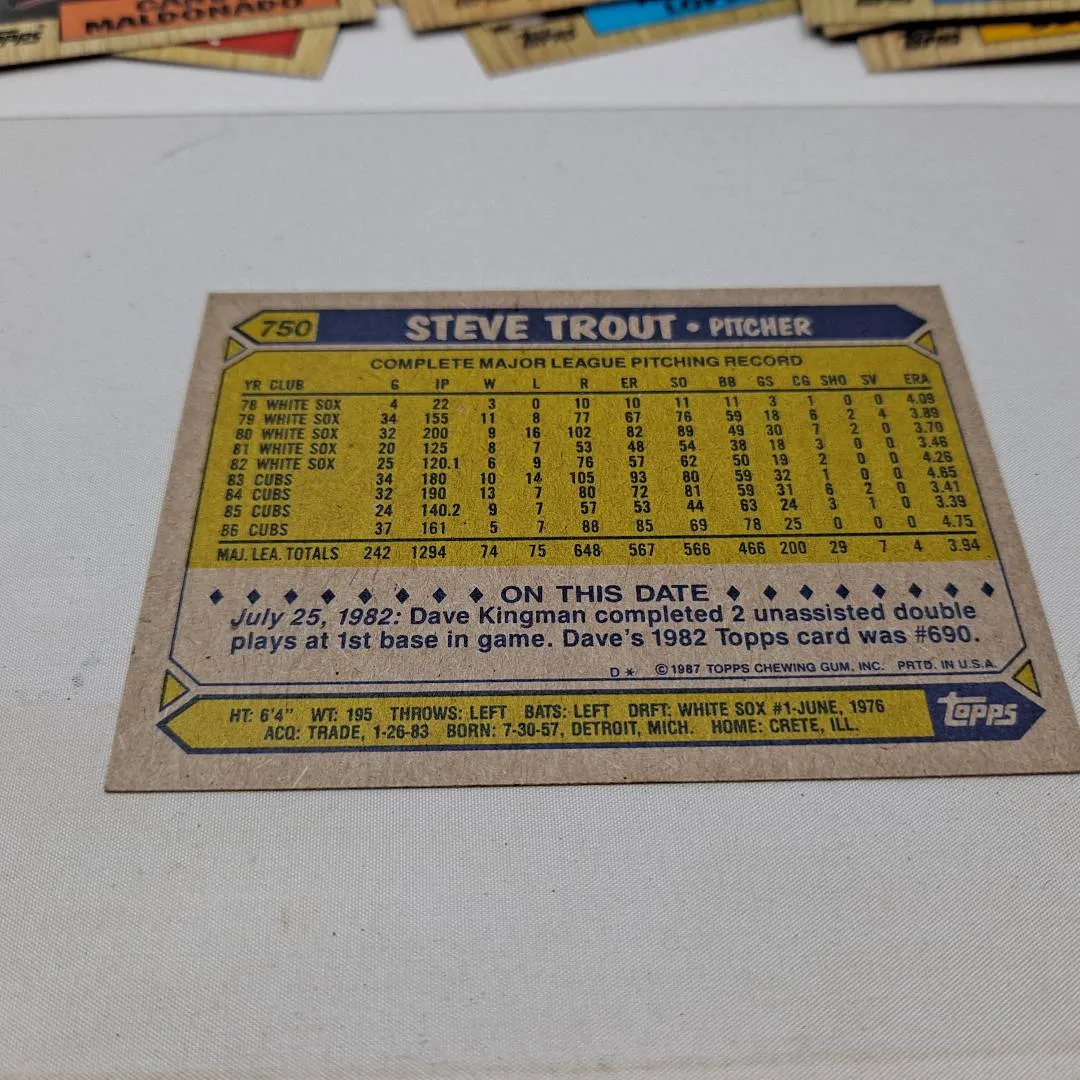 MALDONADO
Topps
Topps
Topps
750 STEVE TROUT • PITCHER
COMPLETE MAJOR LEAGUE PITCHING RECORD
YR CLUB G IP W L R ER SO BB GS CG SHO SV ERA
78 WHITE SOX 4 22 3 0 10 10 11 11 3 1 0 0 4.09
79 WHITE SOX 34 155 11 8 77 67 76 59 18 6 2 4 3.89
80 WHITE SOX 32 200 9 16 102 82 89 49 30 7 2 0 3.70
81 WHITE SOX 20 125 8 7 53 48 54 38 18 3 0 0 3.46
82 WHITE SOX 25 120.1 6 9 76 57 62 50 19 2 0 0 4.26
83 CUBS 34 180 10 14 105 93 80 59 32 1 0 0 4.65
84 CUBS 32 190 13 7 80 72 81 59 31 6 2 0 3.41
85 CUBS 24 140.2 9 7 57 53 44 63 24 3 1 0 3.39
86 CUBS 37 161 5 7 88 85 69 78 25 0 0 0 4.75
MAJ. LEA. TOTALS 242 1294 74 75 648 567 566 466 200 29 7 4 3.94
ON THIS DATE
July 25, 1982: Dave Kingman completed 2 unassisted double
plays at 1st base in game. Dave's 1982 Topps card was #690.
D* © 1987 TOPPS CHEWING GUM, INC. PRTD. IN U.S.A.
HT: 6'4" WT: 195 THROWS: LEFT BATS: LEFT DRFT: WHITE SOX #1-JUNE, 1976
ACQ: TRADE, 1-26-83 BORN: 7-30-57, DETROIT, MICH. HOME: CRETE, ILL.
Topps